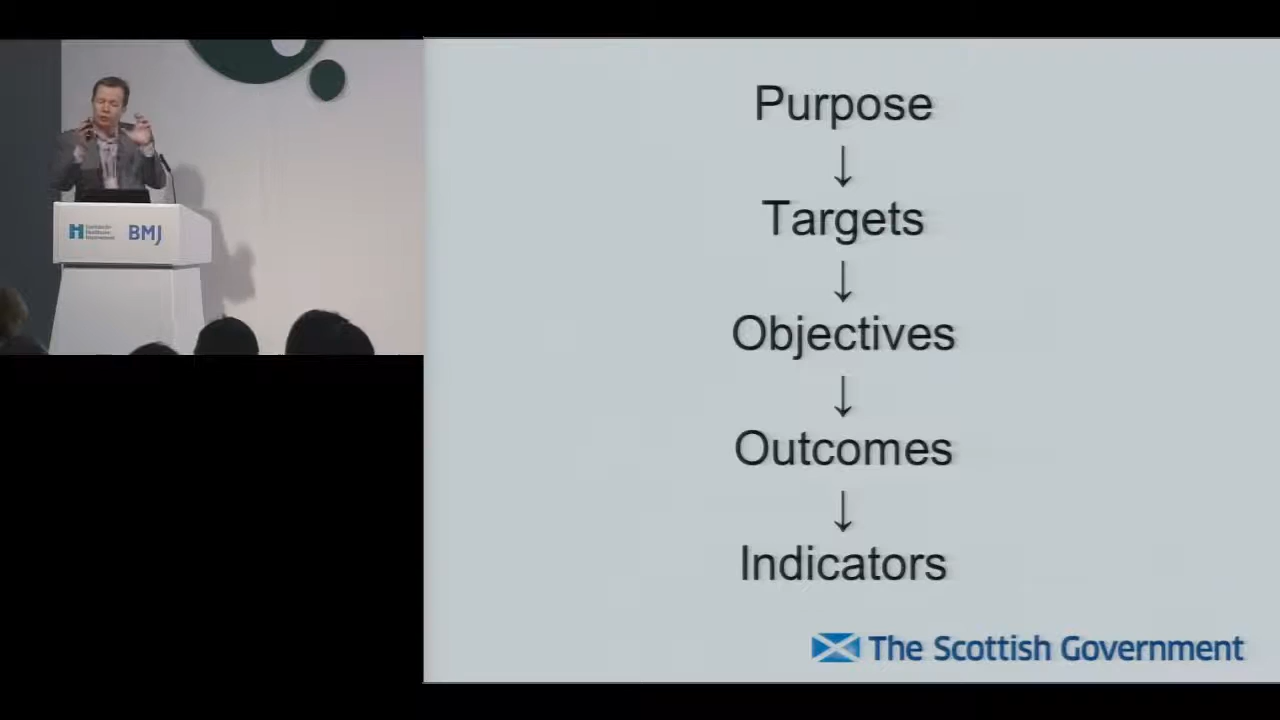 Purpose
↓
Targets
↓
Objectives
↓
Outcomes
↓
Indicators
The Scottish Government
BMJ